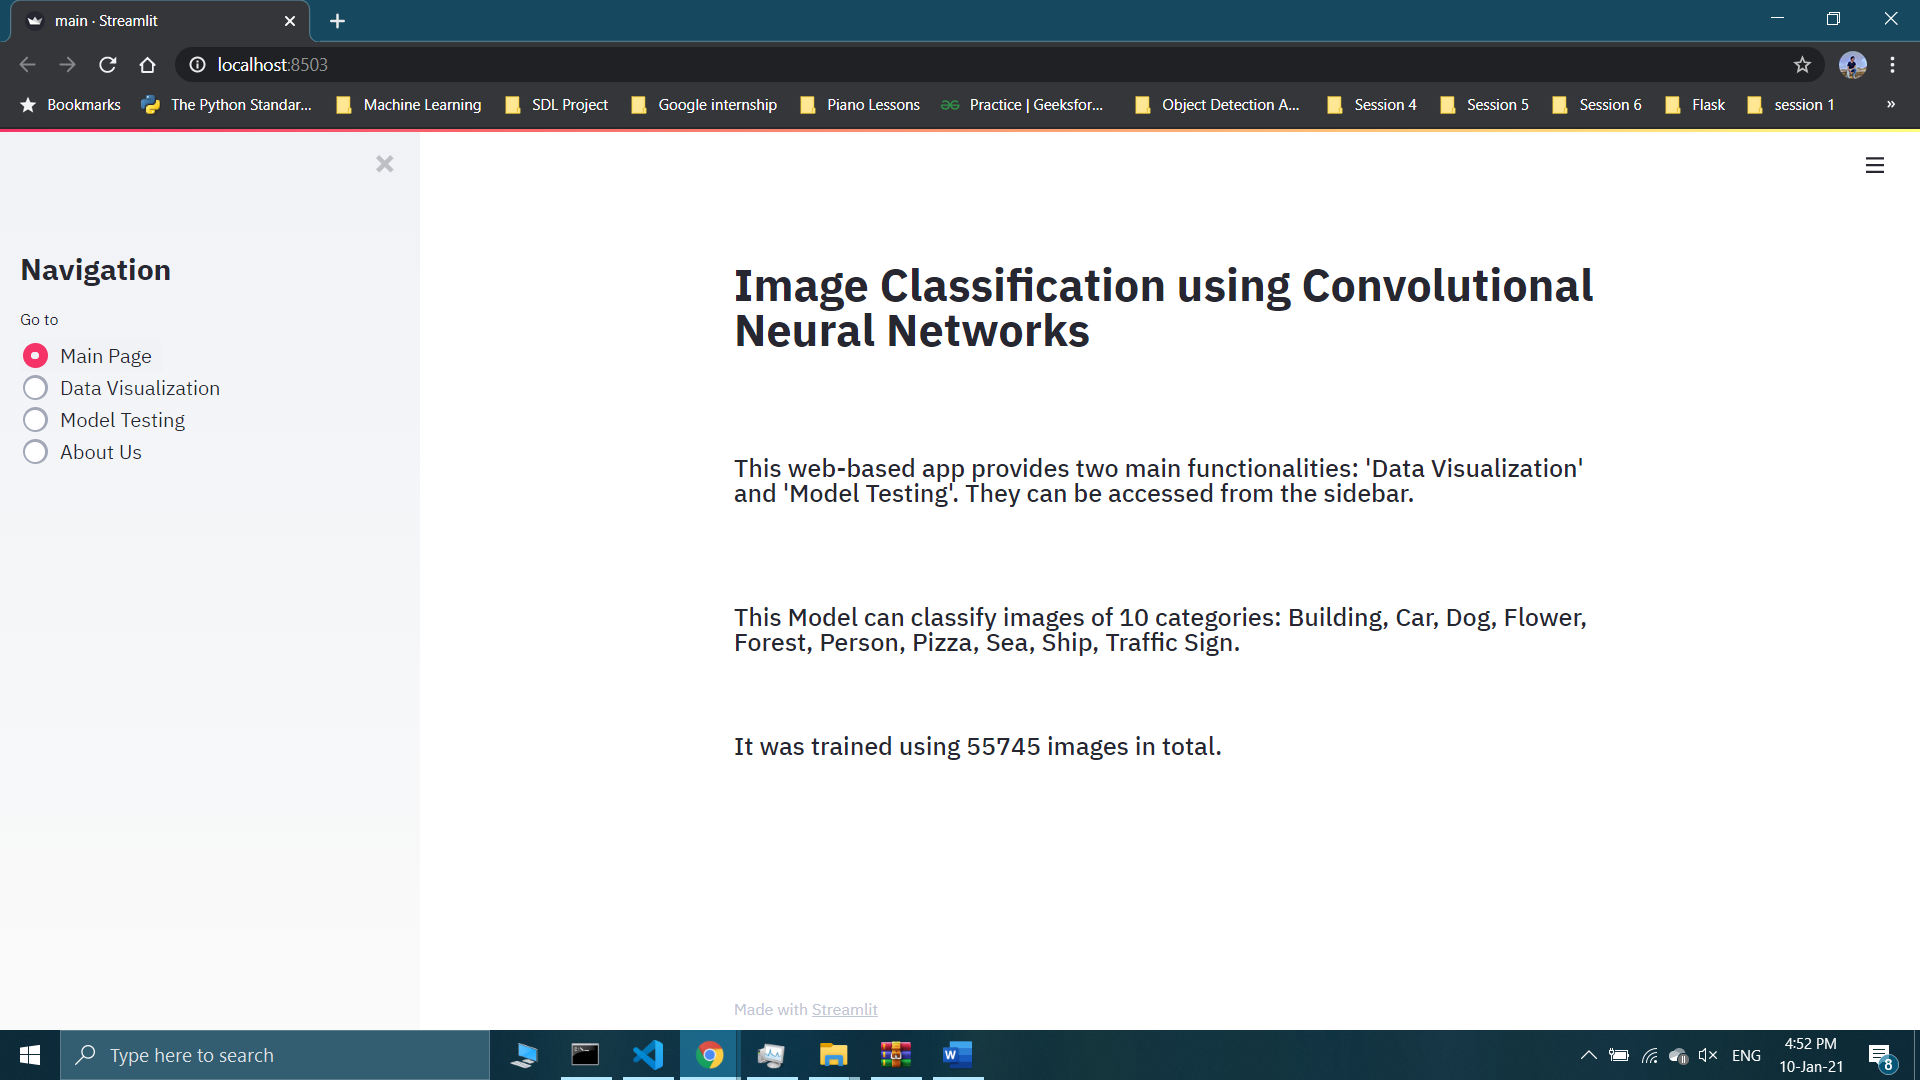 main · Streamlit
localhost:8503
Bookmarks
The Python Standar...
Machine Learning
SDL Project
Google internship
Piano Lessons
Practice | Geeksfor...
Object Detection A...
Session 4
Session 5
Session 6
Flask
session 1
Navigation
Go to
Main Page
Data Visualization
Model Testing
About Us
Image Classification using Convolutional
Neural Networks
This web-based app provides two main functionalities: 'Data Visualization'
and 'Model Testing'. They can be accessed from the sidebar.
This Model can classify images of 10 categories: Building, Car, Dog, Flower,
Forest, Person, Pizza, Sea, Ship, Traffic Sign.
It was trained using 55745 images in total.
Made with Streamlit
Type here to search
ENG
4:52 PM
10-Jan-21
8